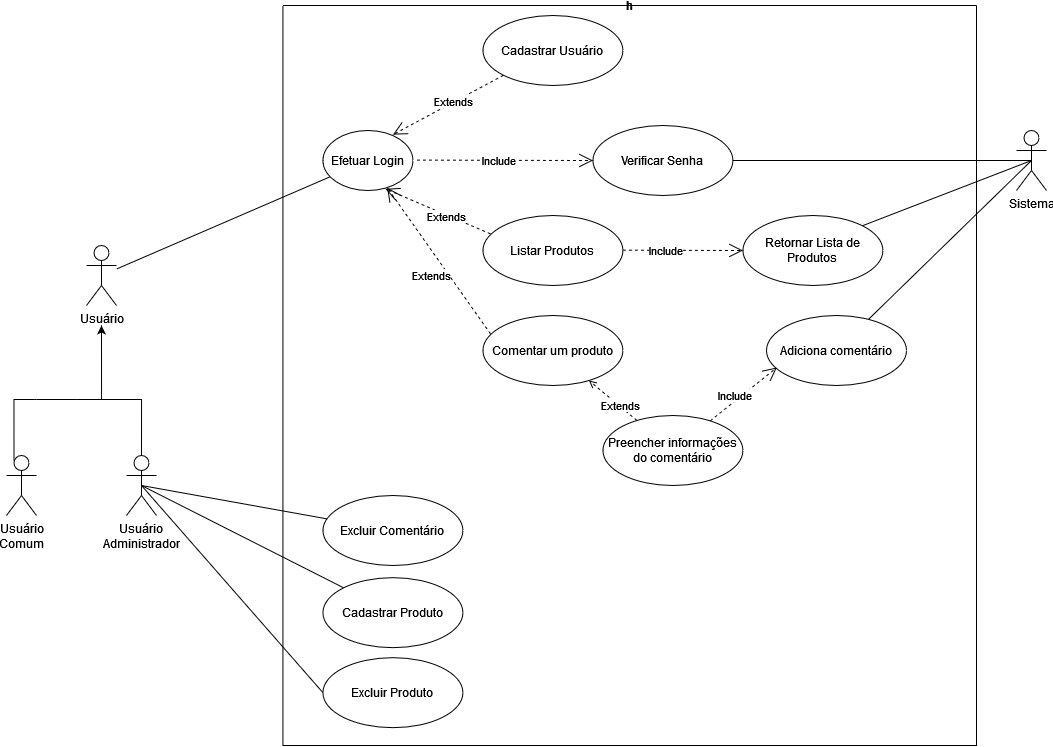 h
Cadastrar Usuário
Extends
Efetuar Login
Include
Verificar Senha
Sistema
Extends
Listar Produtos
Include
Retornar Lista de
Produtos
Extends
Usuário
Comentar um produto
Adiciona comentário
Extends
Include
Preencher informações
do comentário
Usuário
Comum
Usuário
Administrador
Excluir Comentário
Cadastrar Produto
Excluir Produto